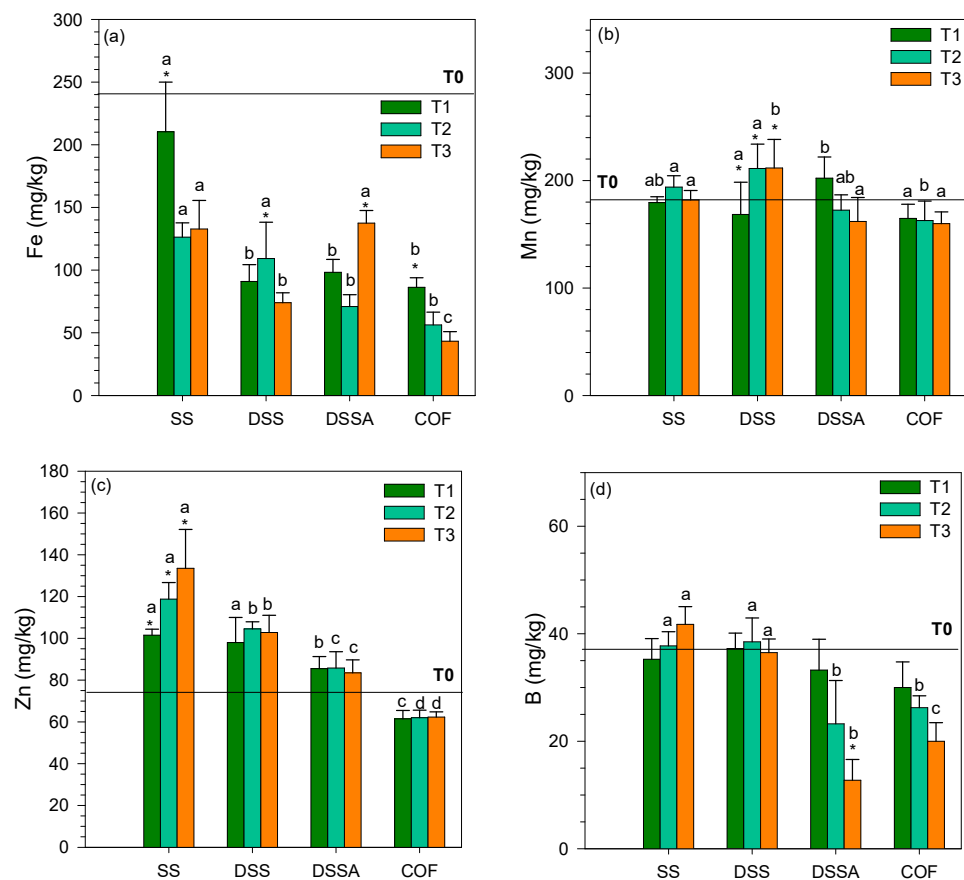 (a)
300
250
200
150
100
50
0
Fe (mg/kg)
T0
T1
T2
T3
a
*
a
a
b
a
*
b
b
b
a
*
b
*
b
c
SS DSS DSSA COF
(b)
300
200
100
0
Mn (mg/kg)
T0
T1
T2
T3
ab
a
a
a
*
a
*
b
*
b
ab
a
a
b
a
SS DSS DSSA COF
(c)
180
160
140
120
100
80
60
40
20
0
Zn (mg/kg)
T0
T1
T2
T3
a
*
a
*
a
*
a
b
b
b
c
c
c
d
d
SS DSS DSSA COF
(d)
60
40
20
0
B (mg/kg)
T0
T1
T2
T3
a
a
a
a
b
b
*
b
c
SS DSS DSSA COF